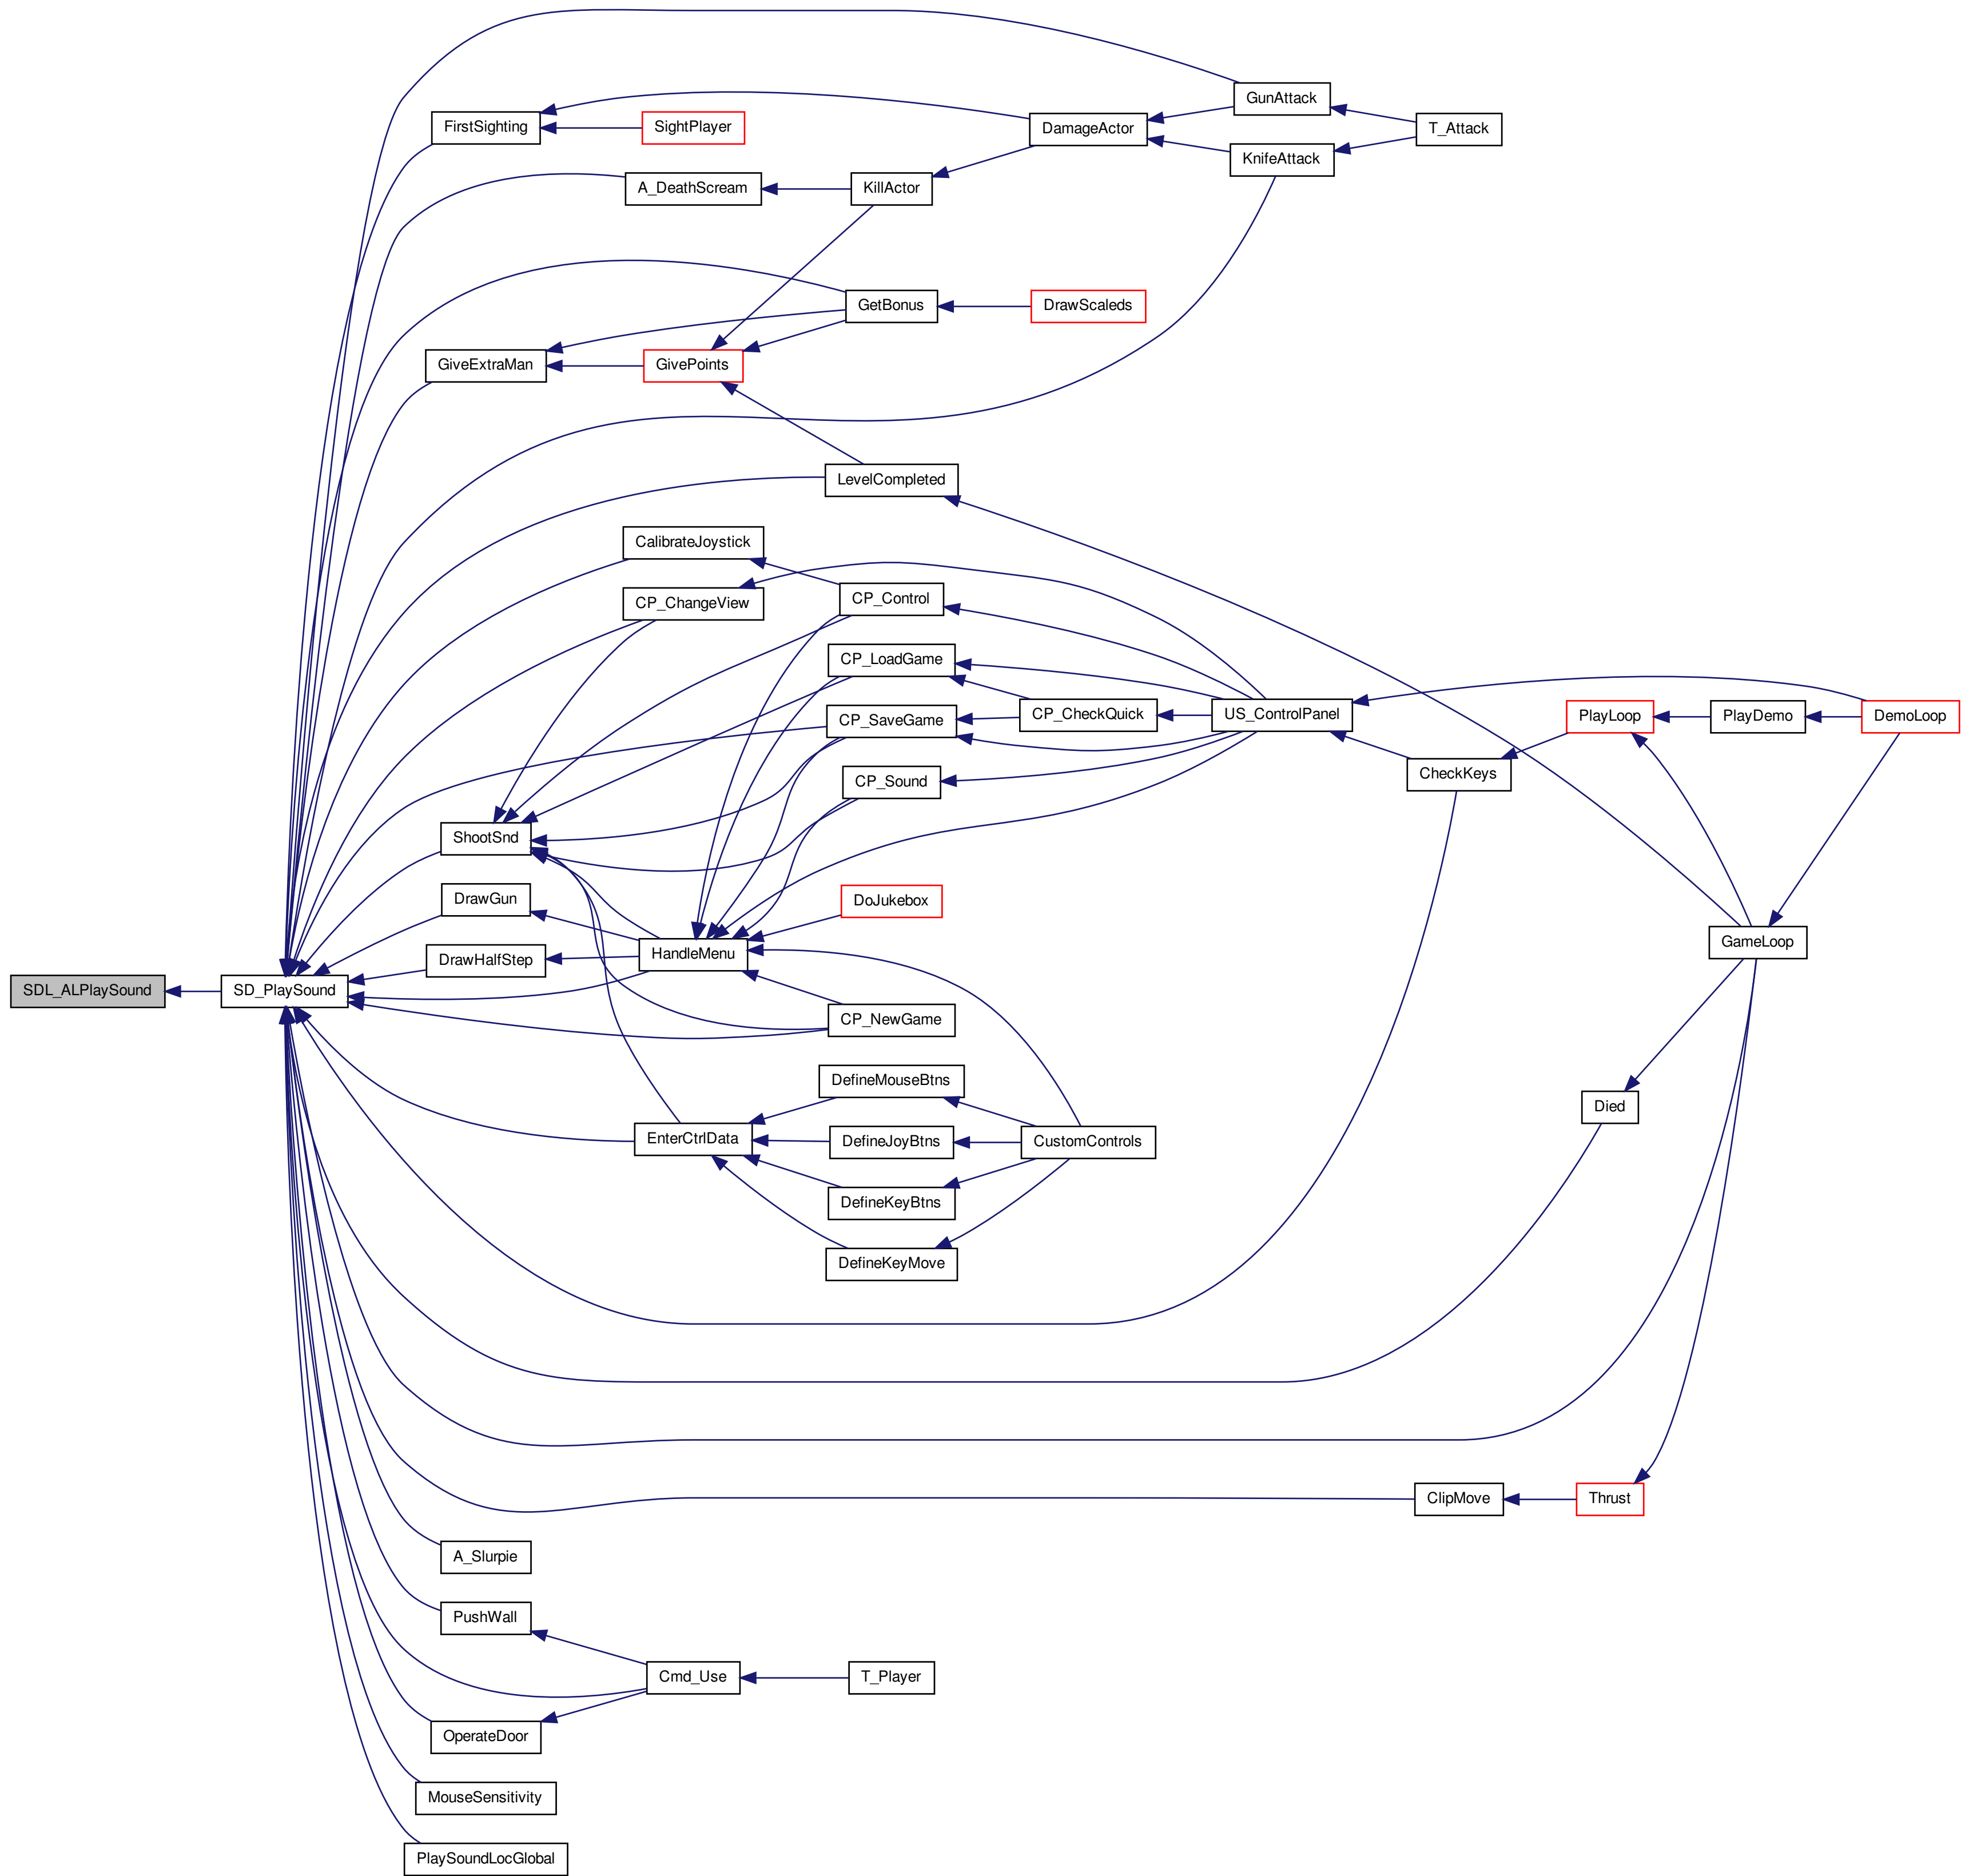 GunAttack
FirstSighting
SightPlayer
DamageActor
T_Attack
KnifeAttack
A_DeathScream
KillActor
GetBonus
DrawScaleds
GiveExtraMan
GivePoints
LevelCompleted
CalibrateJoystick
CP_ChangeView
CP_Control
CP_LoadGame
CP_SaveGame
CP_CheckQuick
US_ControlPanel
PlayLoop
PlayDemo
DemoLoop
CP_Sound
CheckKeys
ShootSnd
DrawGun
DoJukebox
DrawHalfStep
HandleMenu
GameLoop
SDL_ALPlaySound
SD_PlaySound
CP_NewGame
DefineMouseBtns
Died
EnterCtrlData
DefineJoyBtns
CustomControls
DefineKeyBtns
DefineKeyMove
ClipMove
Thrust
A_Slurpie
PushWall
Cmd_Use
T_Player
OperateDoor
MouseSensitivity
PlaySoundLocGlobal